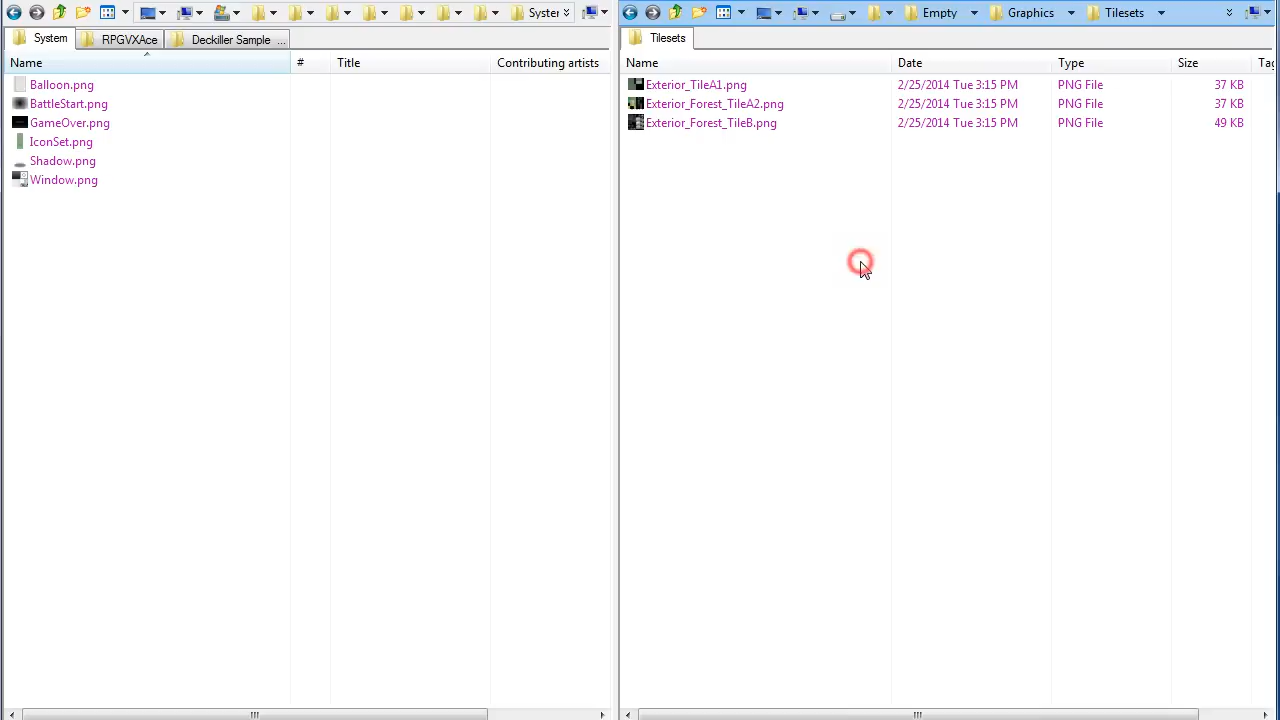 Syster
Empty Graphics Tilesets
System RPGVXAce Deckiller Sample ...
Tilesets
Name # Title Contributing artists
Name Date Type Size Tag
Balloon.png
BattleStart.png
GameOver.png
IconSet.png
Shadow.png
Window.png
Exterior_TileA1.png 2/25/2014 Tue 3:15 PM PNG File 37 KB
Exterior_Forest_TileA2.png 2/25/2014 Tue 3:15 PM PNG File 37 KB
Exterior_Forest_TileB.png 2/25/2014 Tue 3:15 PM PNG File 49 KB